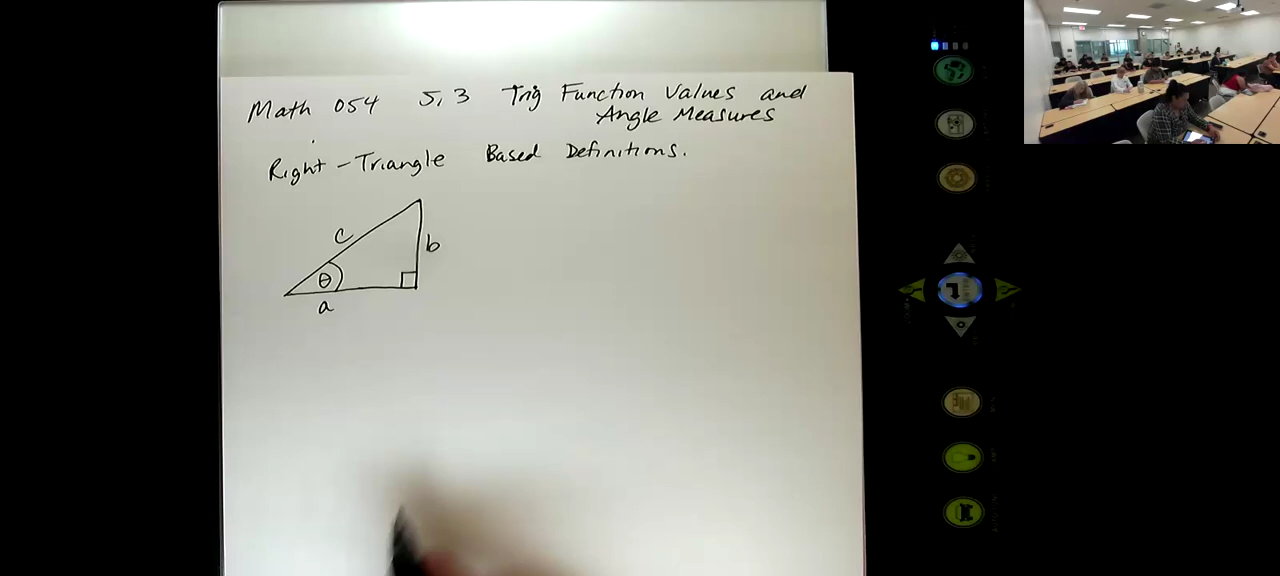 Math 054 5.3 Trig Function Values and
Angle Measures
Right-Triangle Based Definitions.
c
b
θ
a